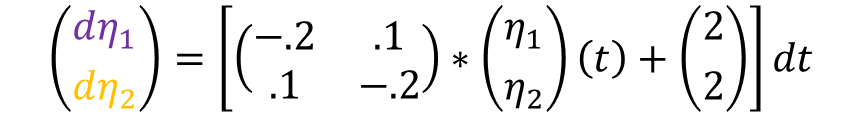 (dη₁ dη₂) = [(−.2 .1 .1 −.2) * (η₁ η₂) (t) + (2 2)] dt